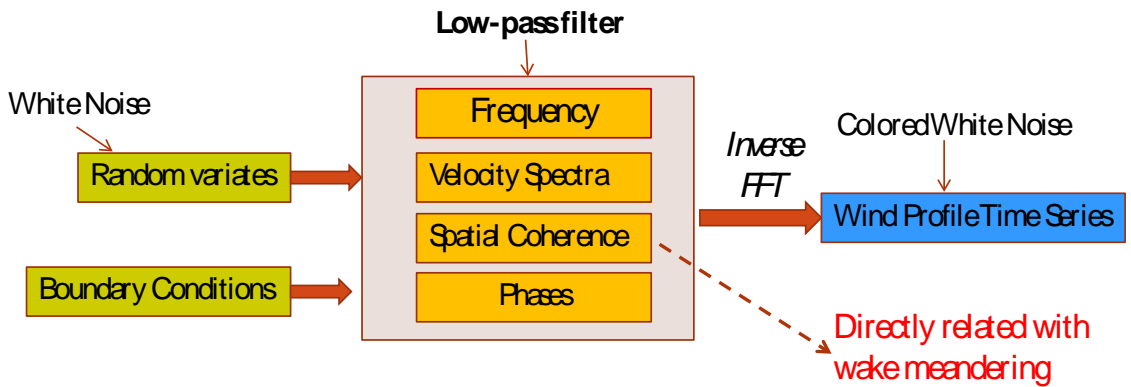 Low-pass filter
White Noise
Frequency
Colored White Noise
Inverse
FFT
Random variates
Velocity Spectra
Wind Profile Time Series
Spatial Coherence
Boundary Conditions
Phases
Directly related with
wake meandering